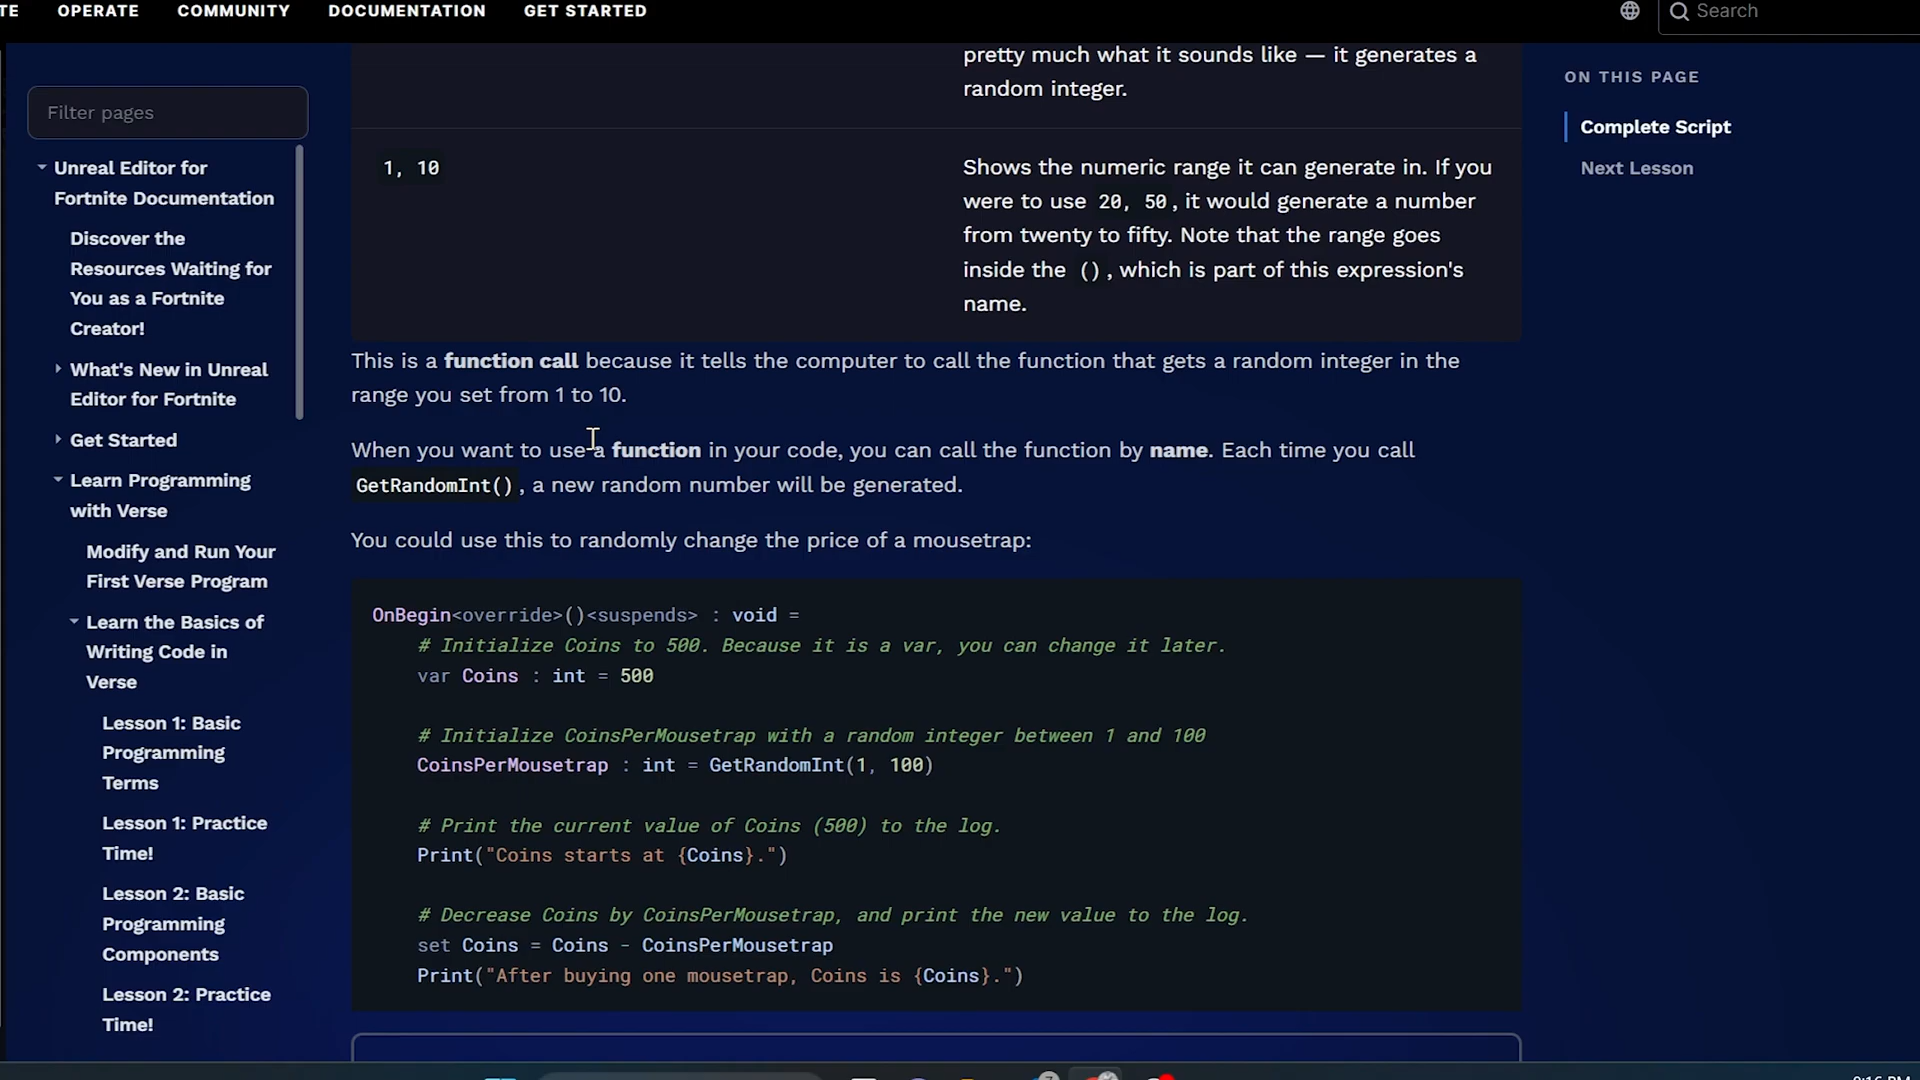 TE OPERATE COMMUNITY DOCUMENTATION GET STARTED Search
Filter pages
Unreal Editor for
Fortnite Documentation
Discover the
Resources Waiting for
You as a Fortnite
Creator!
What's New in Unreal
Editor for Fortnite
Get Started
Learn Programming
with Verse
Modify and Run Your
First Verse Program
Learn the Basics of
Writing Code in
Verse
Lesson 1: Basic
Programming
Terms
Lesson 1: Practice
Time!
Lesson 2: Basic
Programming
Components
Lesson 2: Practice
Time!
pretty much what it sounds like — it generates a
random integer.
1, 10
Shows the numeric range it can generate in. If you
were to use 20, 50, it would generate a number
from twenty to fifty. Note that the range goes
inside the (), which is part of this expression's
name.
This is a function call because it tells the computer to call the function that gets a random integer in the
range you set from 1 to 10.
When you want to use a function in your code, you can call the function by name. Each time you call
GetRandomInt(), a new random number will be generated.
You could use this to randomly change the price of a mousetrap:
OnBegin<override>()<suspends> : void =
# Initialize Coins to 500. Because it is a var, you can change it later.
var Coins : int = 500
# Initialize CoinsPerMousetrap with a random integer between 1 and 100
CoinsPerMousetrap : int = GetRandomInt(1, 100)
# Print the current value of Coins (500) to the log.
Print("Coins starts at {Coins}.")
# Decrease Coins by CoinsPerMousetrap, and print the new value to the log.
set Coins = Coins - CoinsPerMousetrap
Print("After buying one mousetrap, Coins is {Coins}.")
ON THIS PAGE
Complete Script
Next Lesson